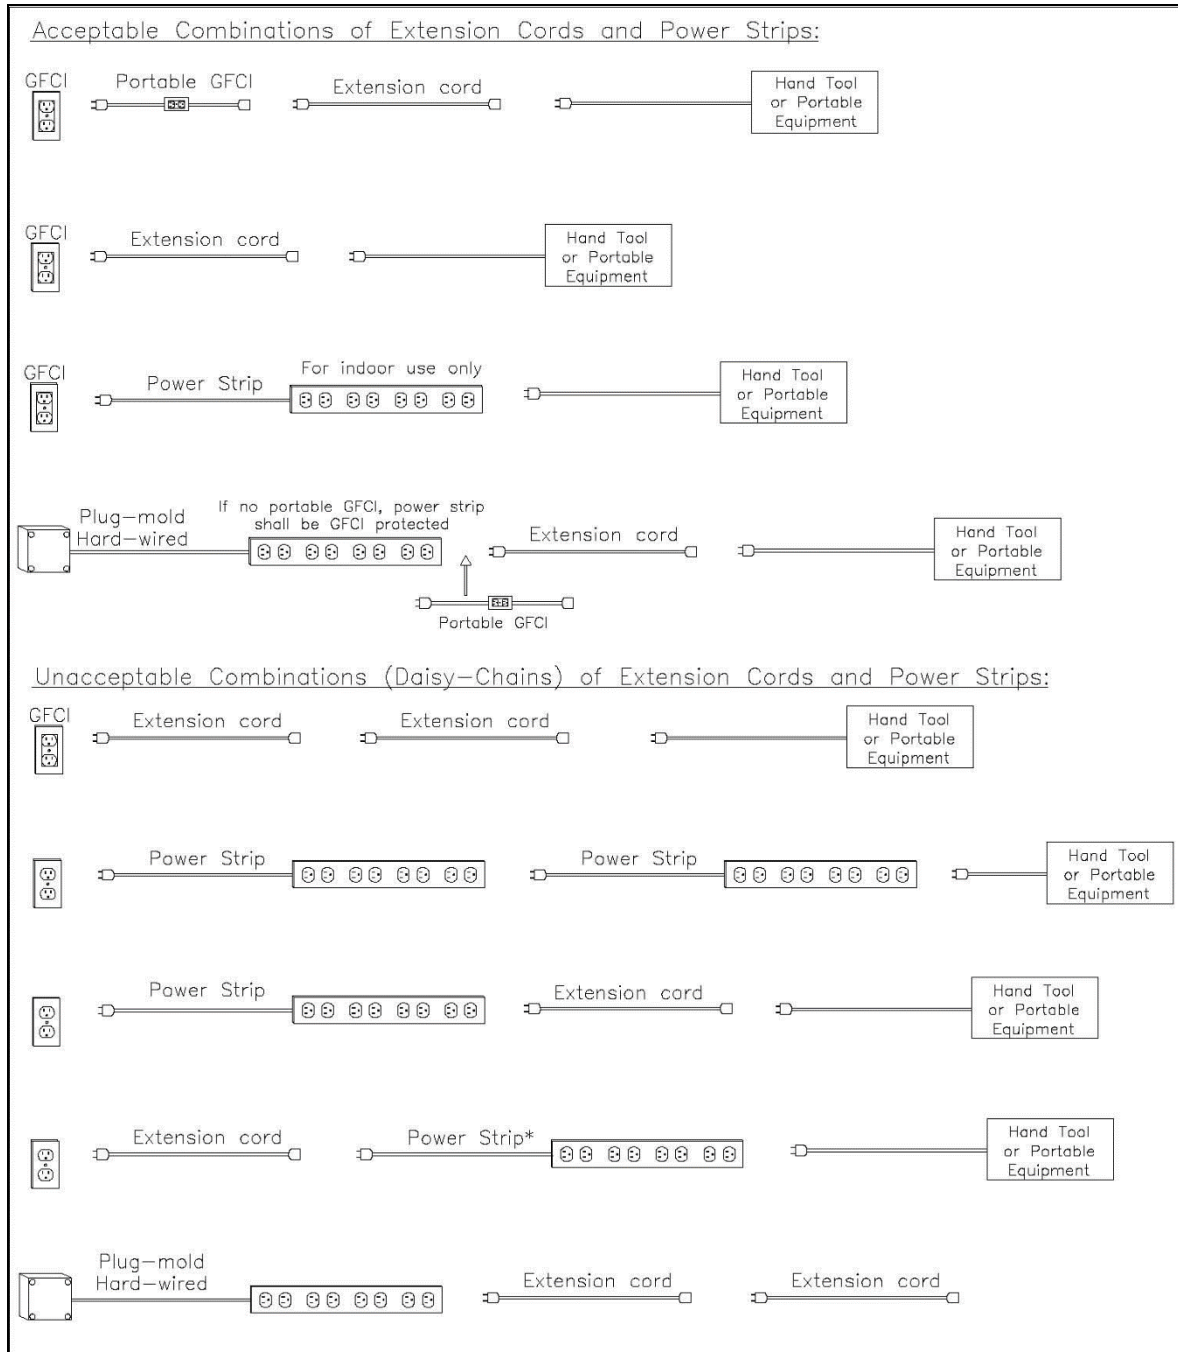 Acceptable Combinations of Extension Cords and Power Strips:
GFCI
Portable GFCI
Extension cord
Hand Tool
or Portable
Equipment
GFCI
Extension cord
Hand Tool
or Portable
Equipment
GFCI
Power Strip
For indoor use only
Hand Tool
or Portable
Equipment
Plug-mold
Hard-wired
If no portable GFCI, power strip
shall be GFCI protected
Extension cord
Hand Tool
or Portable
Equipment
Portable GFCI
Unacceptable Combinations (Daisy-Chains) of Extension Cords and Power Strips:
GFCI
Extension cord
Extension cord
Hand Tool
or Portable
Equipment
Power Strip
Power Strip
Hand Tool
or Portable
Equipment
Power Strip
Extension cord
Hand Tool
or Portable
Equipment
Extension cord
Power Strip*
Hand Tool
or Portable
Equipment
Plug-mold
Hard-wired
Extension cord
Extension cord